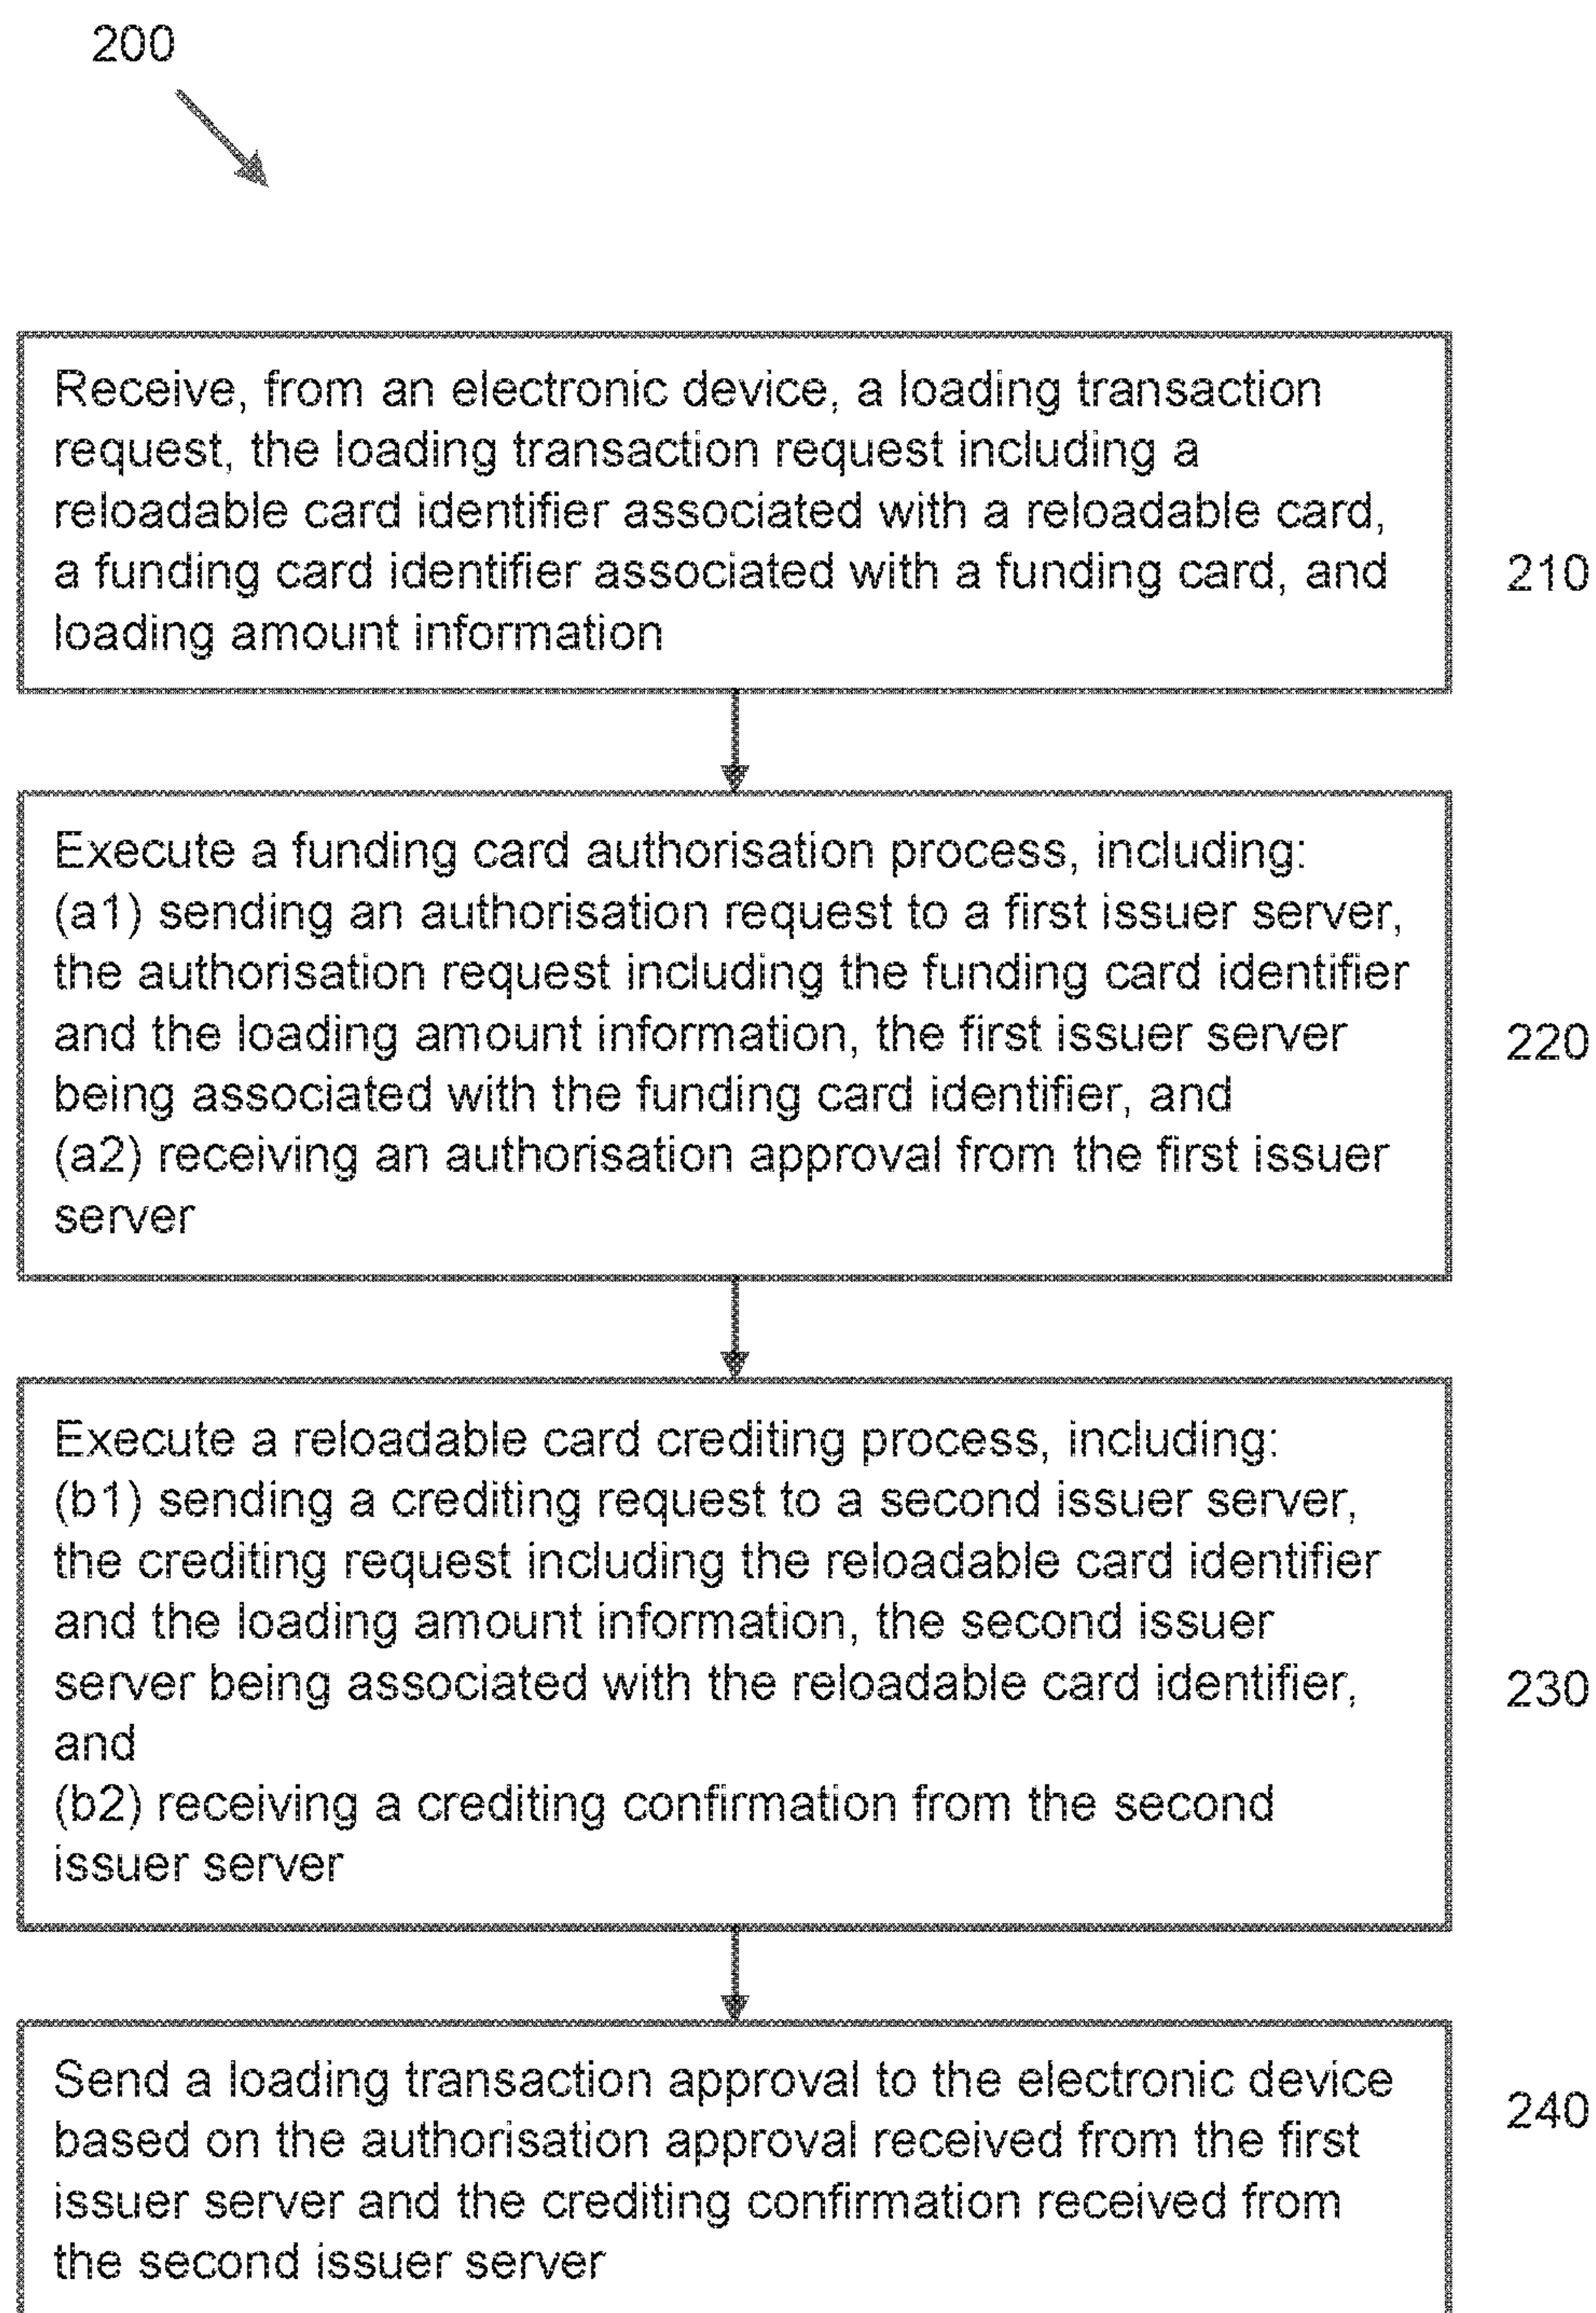 200
Receive, from an electronic device, a loading transaction
request, the loading transaction request including a
reloadable card identifier associated with a reloadable card,
a funding card identifier associated with a funding card, and
loading amount information
210
Execute a funding card authorisation process, including:
(a1) sending an authorisation request to a first issuer server,
the authorisation request including the funding card identifier
and the loading amount information, the first issuer server
being associated with the funding card identifier, and
(a2) receiving an authorisation approval from the first issuer
server
220
Execute a reloadable card crediting process, including:
(b1) sending a crediting request to a second issuer server,
the crediting request including the reloadable card identifier
and the loading amount information, the second issuer
server being associated with the reloadable card identifier,
and
(b2) receiving a crediting confirmation from the second
issuer server
230
Send a loading transaction approval to the electronic device
based on the authorisation approval received from the first
issuer server and the crediting confirmation received from
the second issuer server
240